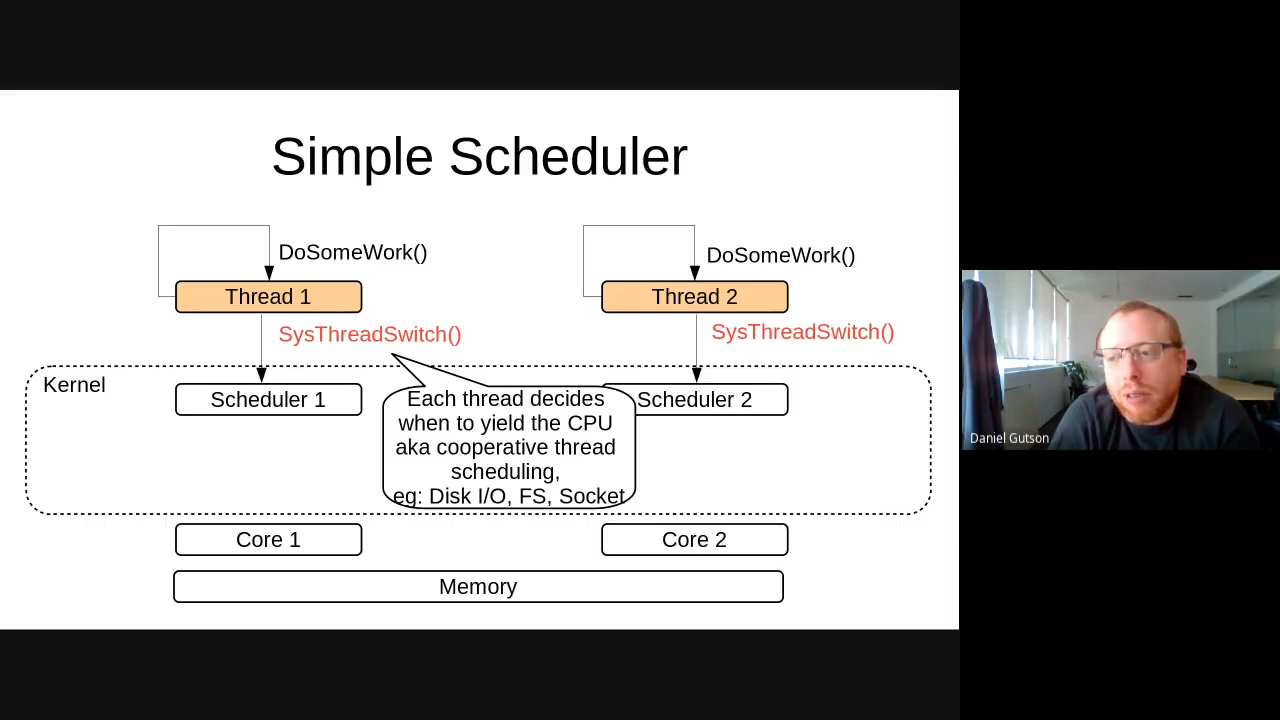 Simple Scheduler
DoSomeWork()
DoSomeWork()
Thread 1
Thread 2
SysThreadSwitch()
SysThreadSwitch()
Kernel
Scheduler 1
Scheduler 2
Each thread decides
when to yield the CPU
aka cooperative thread
scheduling,
eg: Disk I/O, FS, Socket
Core 1
Core 2
Memory
Daniel Gutson